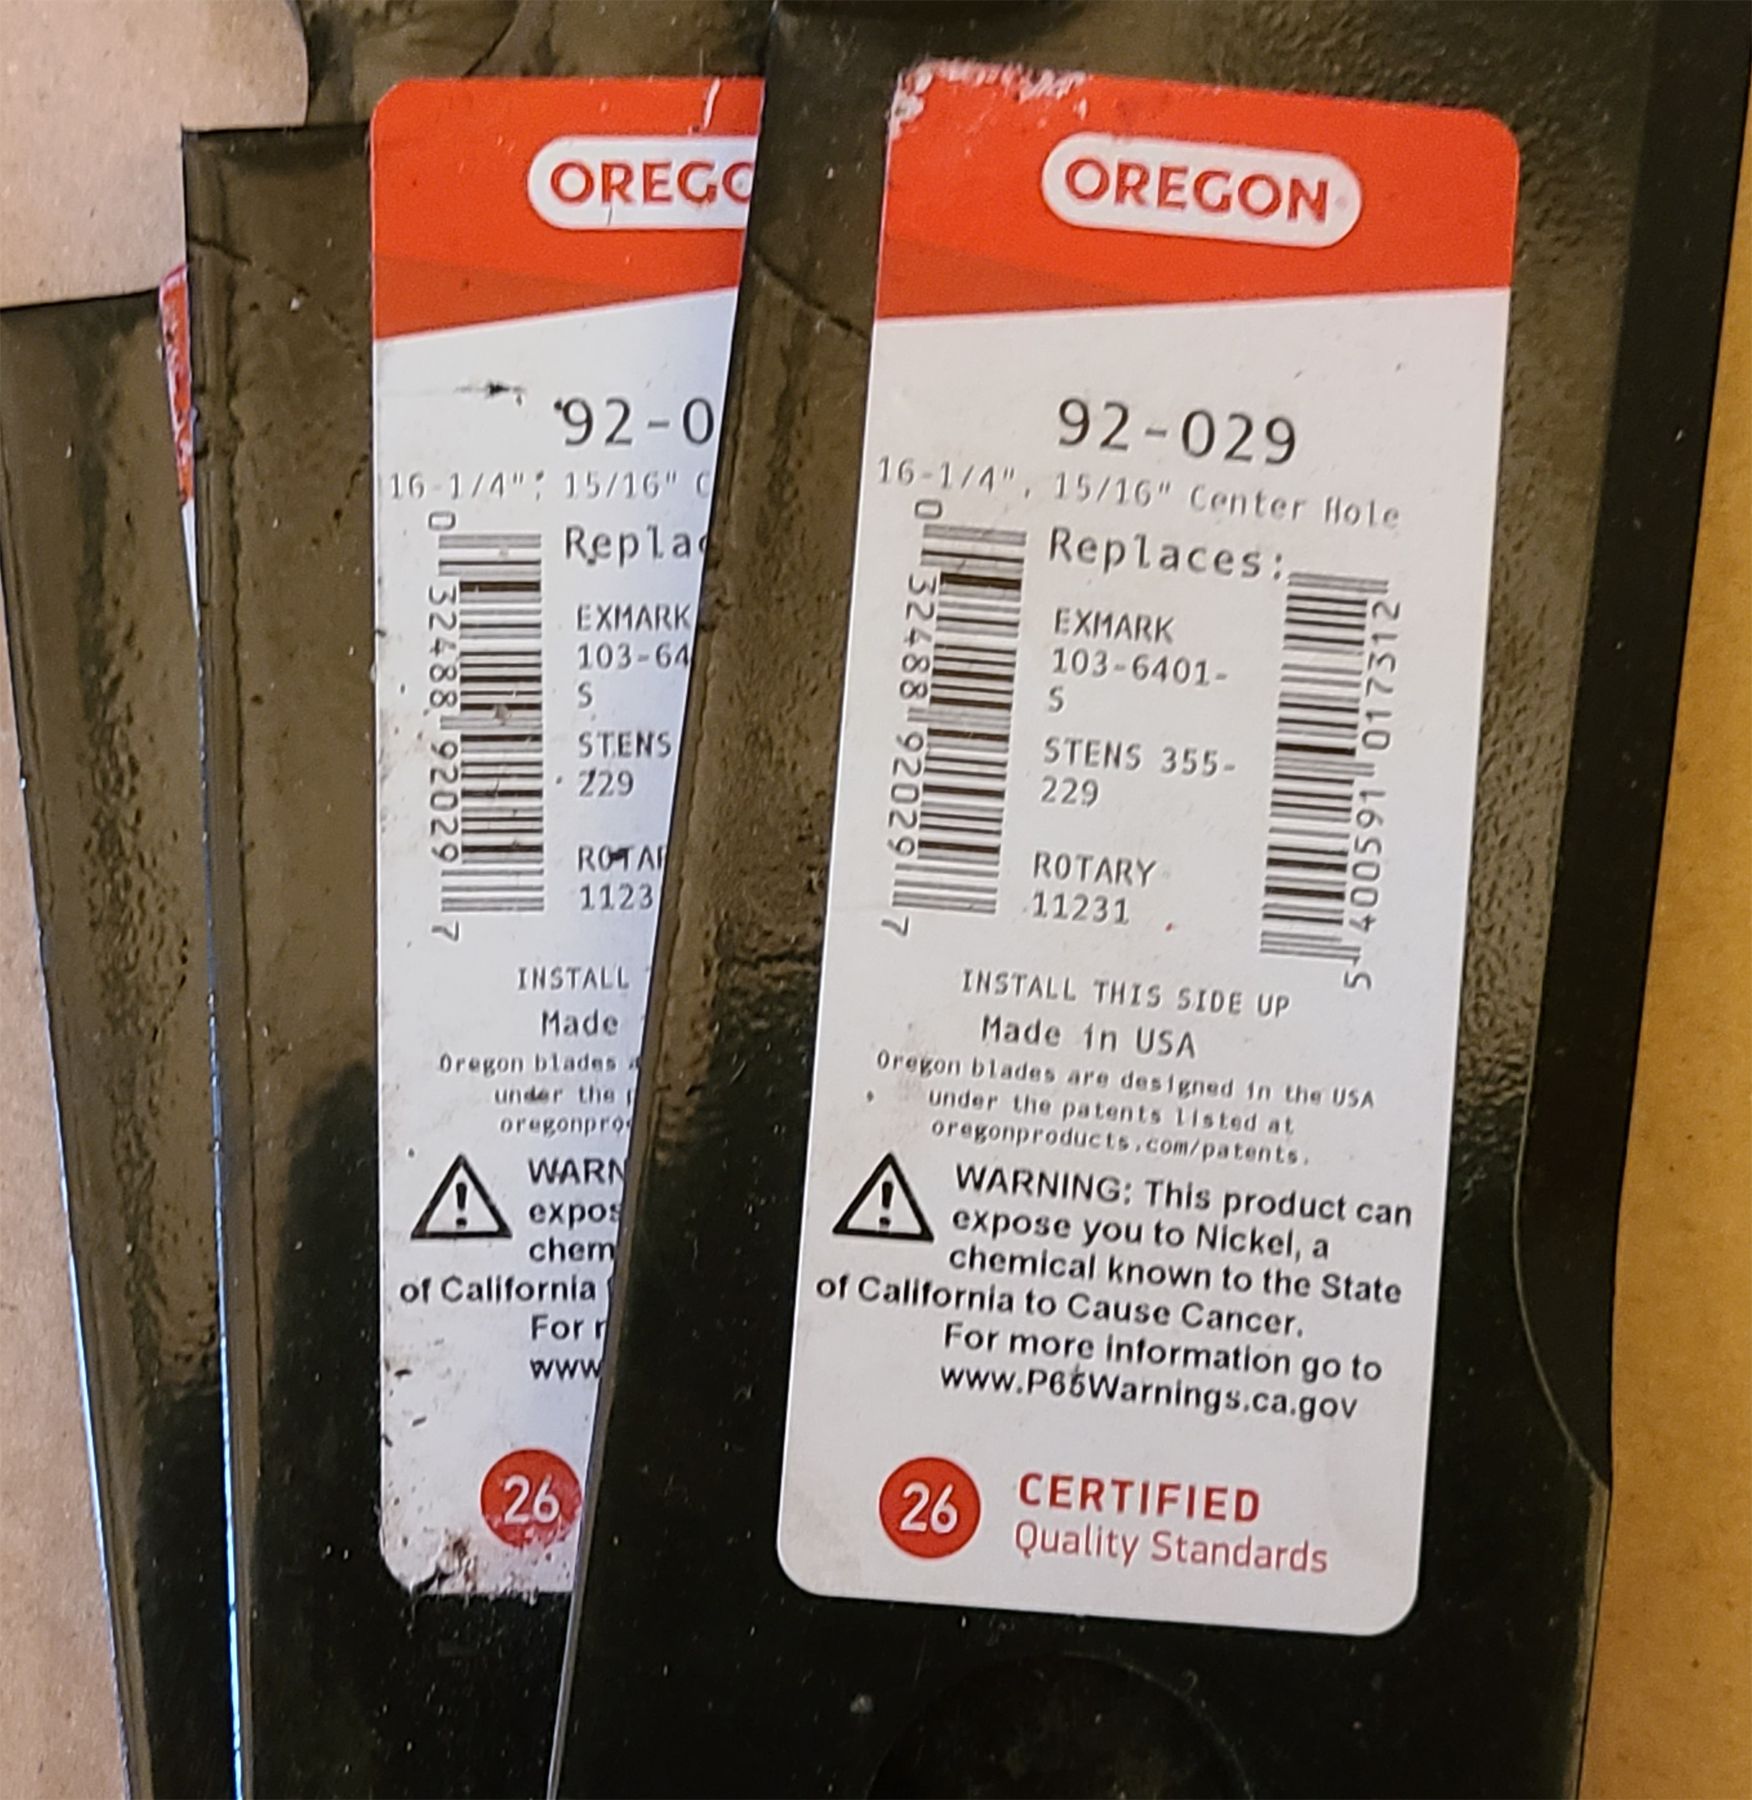 OREGO
92-0
16-1/4", 15/16" C
Replac
EXMARK
103-64
S
STENS
229
ROTAR
1123
0 32488 92029 7
INSTALL
Made
Oregon blades
under the p
oregonpro
WARN
expos
chem
of California
For
www
26
OREGON
92-029
16-1/4", 15/16" Center Hole
Replaces:
EXMARK
103-6401-
S
STENS 355-
229
ROTARY
11231
0 32488 92029 7
5 400591 017312
INSTALL THIS SIDE UP
Made in USA
Oregon blades are designed in the USA
under the patents listed at
oregonproducts.com/patents.
WARNING: This product can
expose you to Nickel, a
chemical known to the State
of California to Cause Cancer.
For more information go to
www.P65Warnings.ca.gov
26 CERTIFIED
Quality Standards